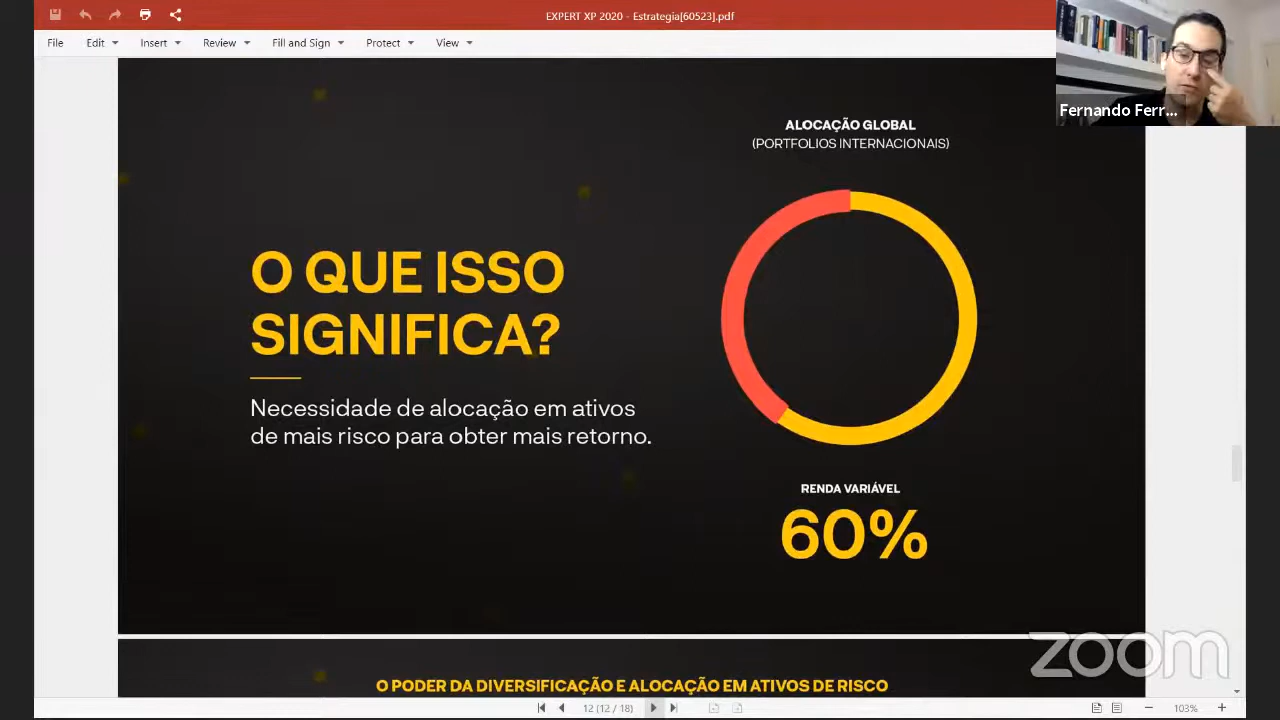 EXPERT XP 2020 - Estrategia[60523].pdf
File Edit Insert Review Fill and Sign Protect View
Fernando Ferr...
ALOCAÇÃO GLOBAL
(PORTFOLIOS INTERNACIONAIS)
O QUE ISSO
SIGNIFICA?
Necessidade de alocação em ativos
de mais risco para obter mais retorno.
RENDA VARIÁVEL
60%
zoom
O PODER DA DIVERSIFICAÇÃO E ALOCAÇÃO EM ATIVOS DE RISCO
12 (12 / 18)
103%